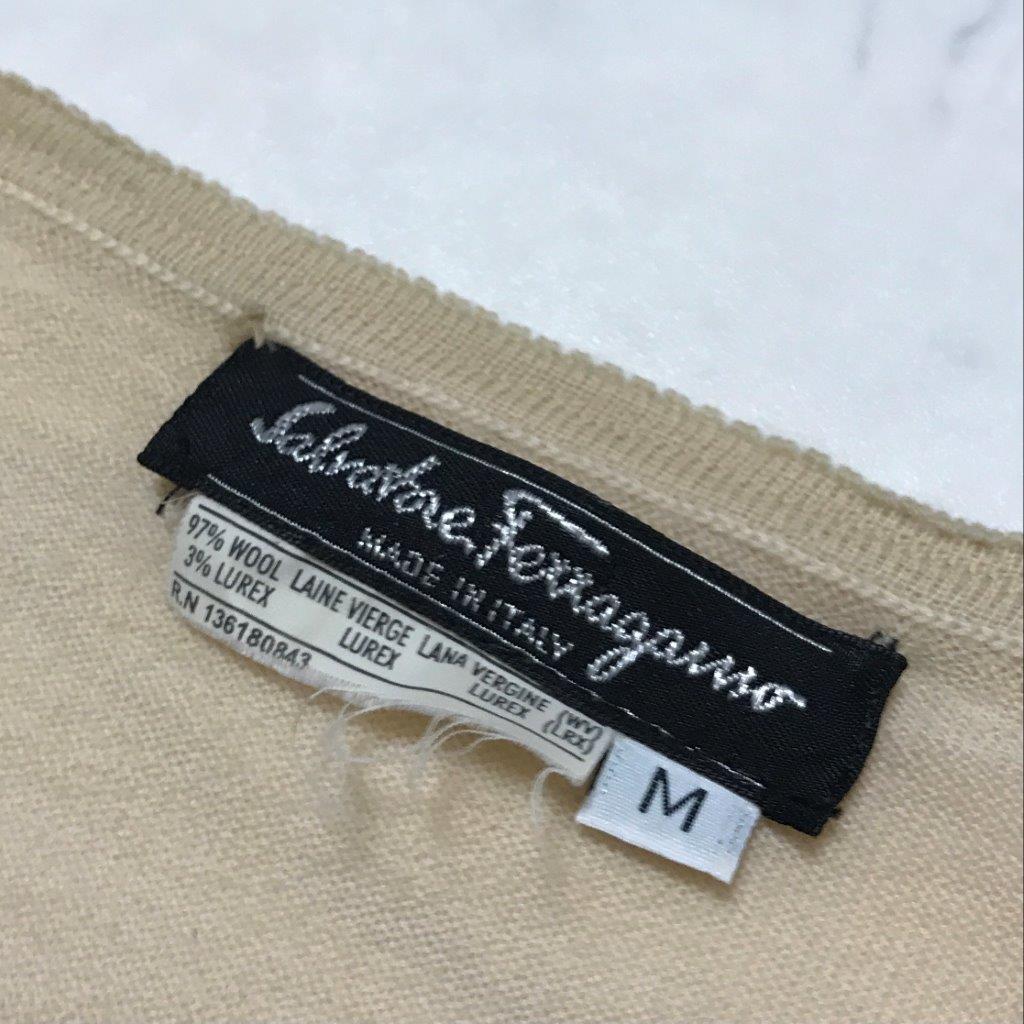 Salvatore Ferragamo
MADE IN ITALY
97% WOOL LAINE VIERGE LANA VERGINE (WV)
3% LUREX LUREX LUREX (LRX)
R.N 136180843
M